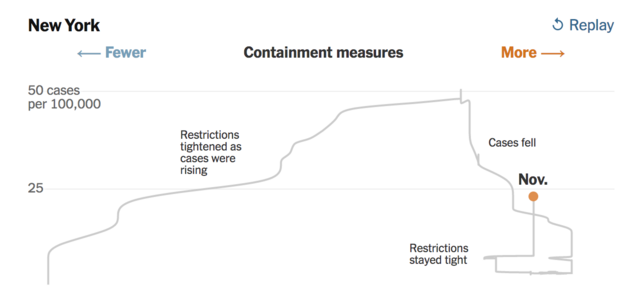 New York
Replay
← Fewer
Containment measures
More →
50 cases
per 100,000
Restrictions
tightened as
cases were
rising
Cases fell
25
Nov.
Restrictions
stayed tight